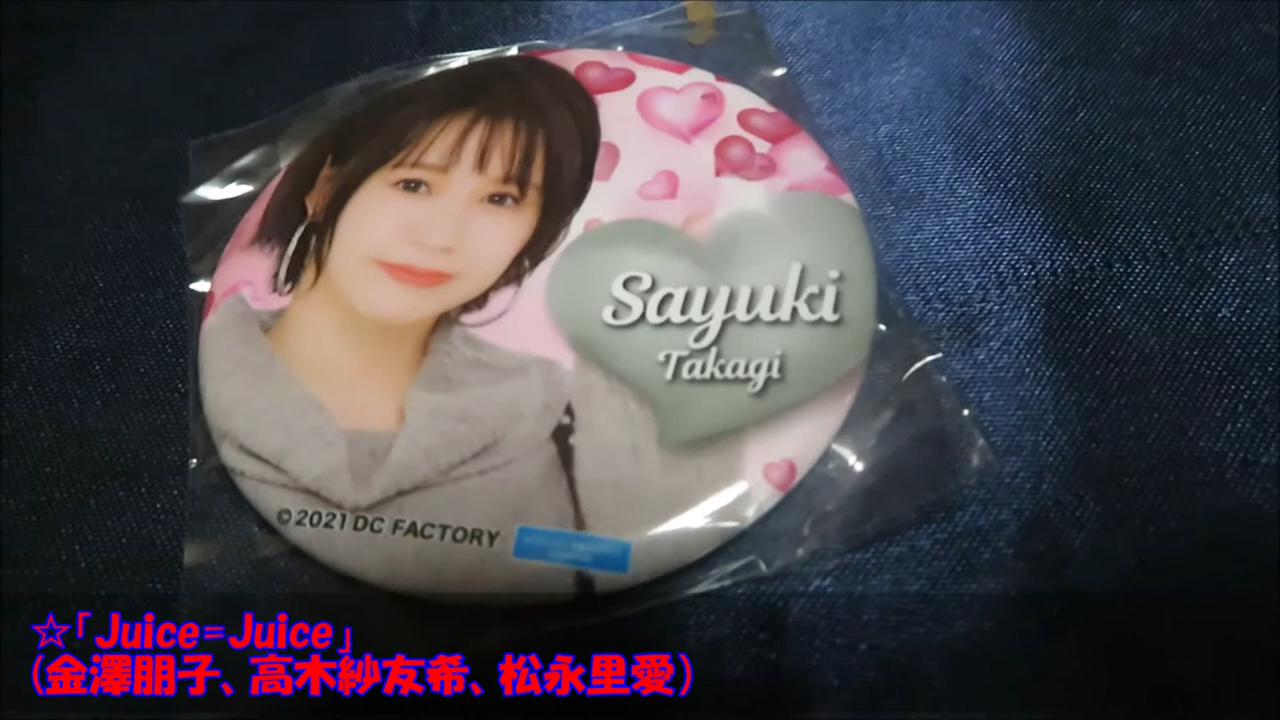 Sayuki
Takagi
©2021 DC FACTORY
☆「Juice=Juice」
(金澤朋子、高木紗友希、松永里愛)